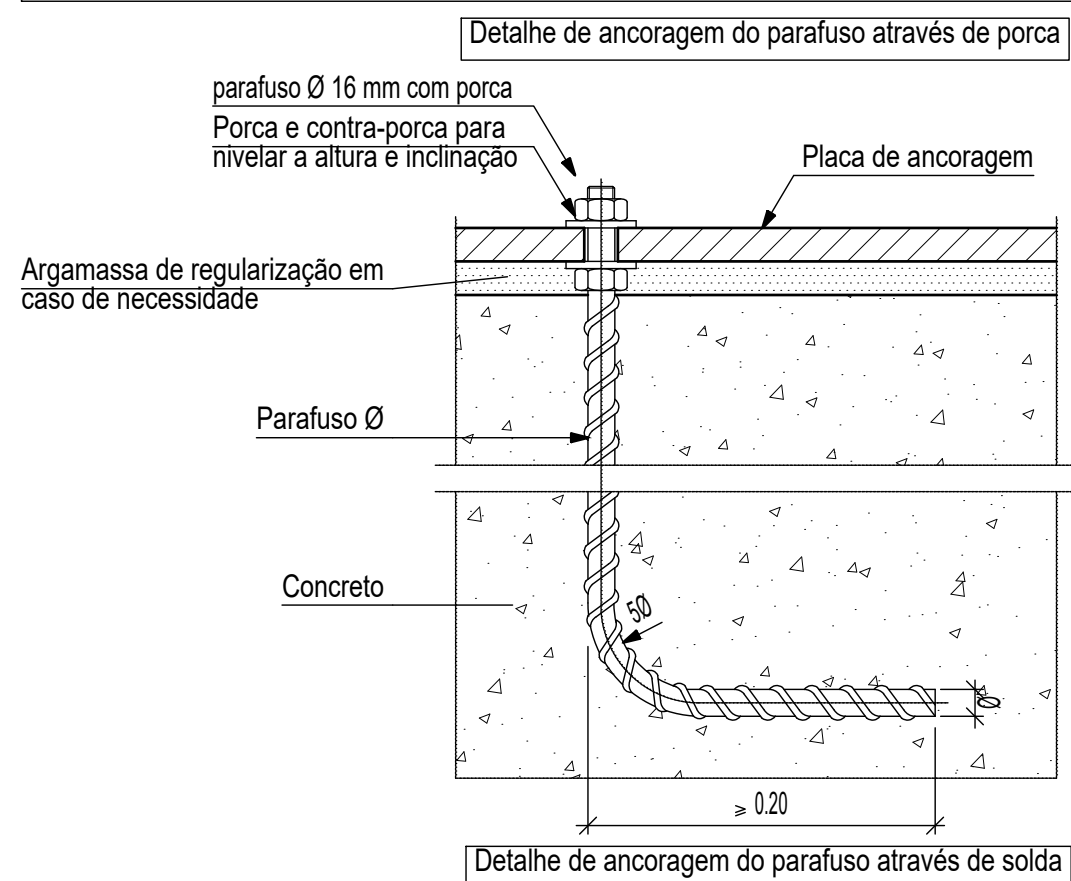 Detalhe de ancoragem do parafuso através de porca
parafuso Ø 16 mm com porca
Porca e contra-porca para
nivelar a altura e inclinação
Placa de ancoragem
Argamassa de regularização em
caso de necessidade
Parafuso Ø
Concreto
5Ø
Ø
≥ 0.20
Detalhe de ancoragem do parafuso através de solda